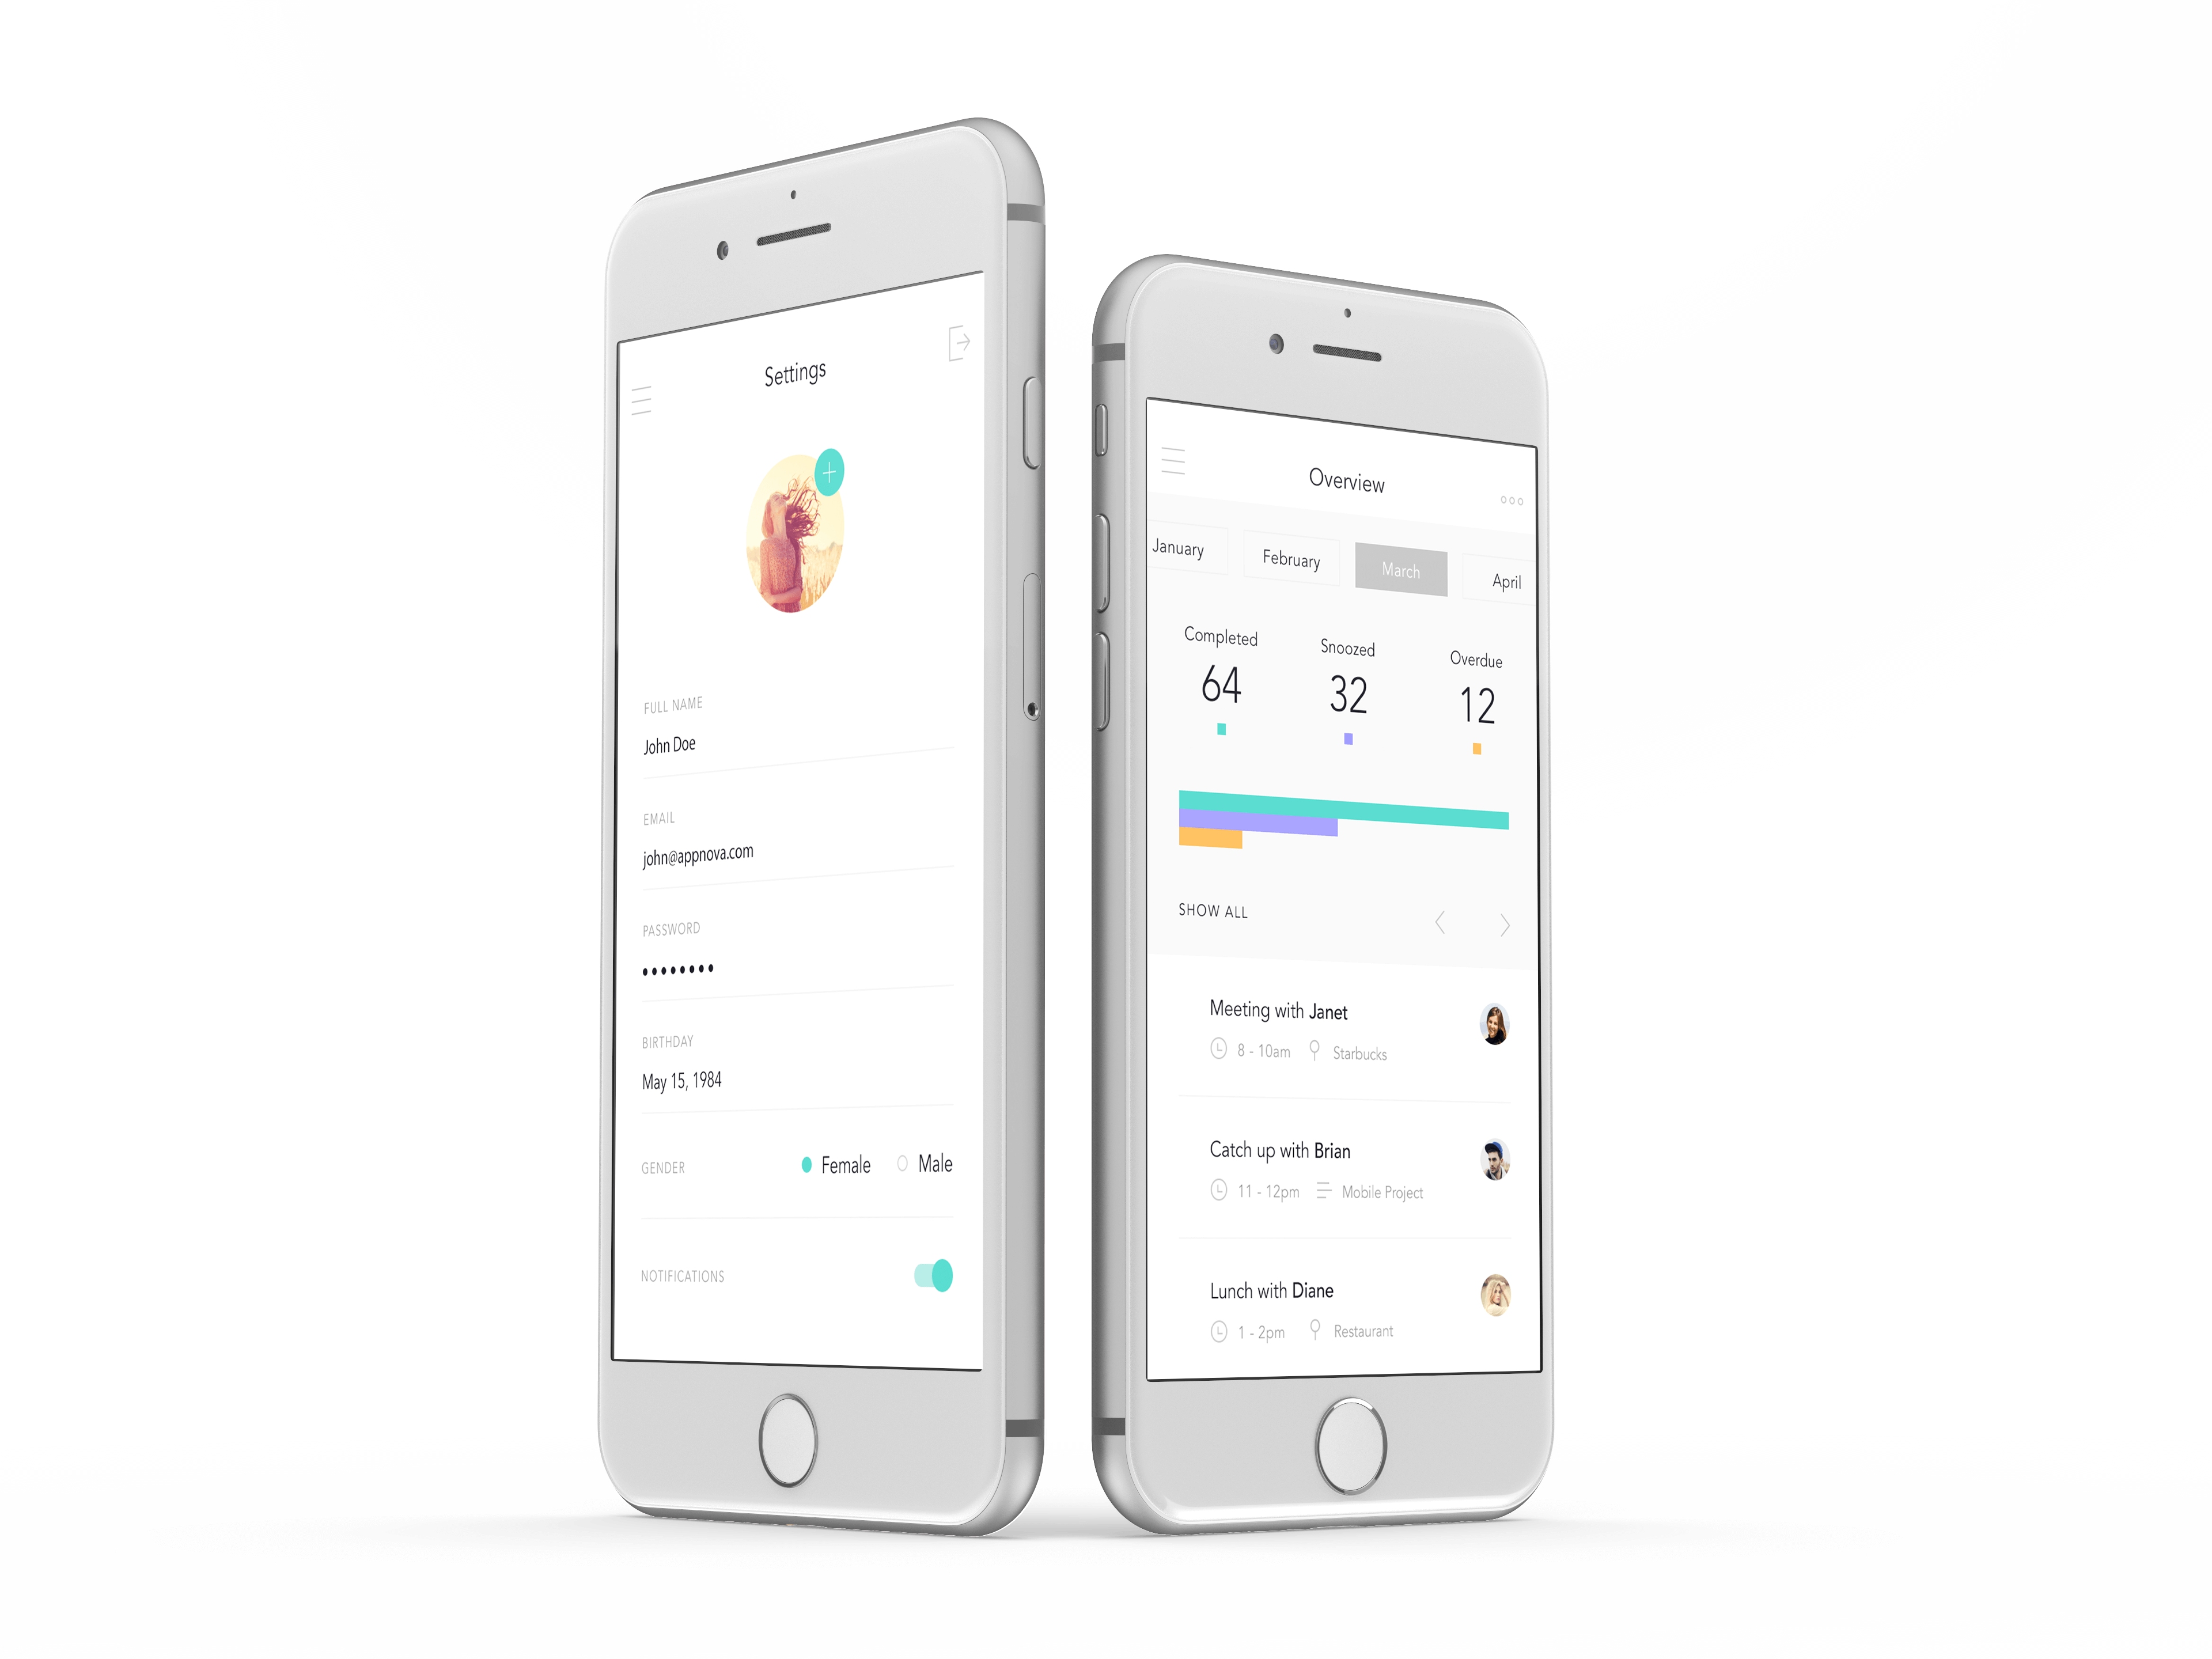 Settings
FULL NAME
John Doe
EMAIL
john@appnova.com
PASSWORD
••••••••
BIRTHDAY
May 15, 1984
GENDER
Female
Male
NOTIFICATIONS
Overview
January
February
March
April
Completed
Snoozed
Overdue
64
32
12
SHOW ALL
Meeting with Janet
8 - 10am
Starbucks
Catch up with Brian
11 - 12pm
Mobile Project
Lunch with Diane
1 - 2pm
Restaurant